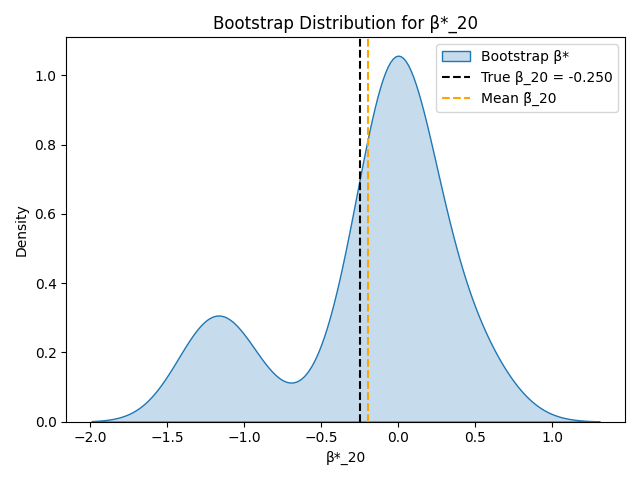 Bootstrap Distribution for β*_20
Bootstrap β*
True β_20 = -0.250
Mean β̂_20
Density
1.0
0.8
0.6
0.4
0.2
0.0
−2.0 −1.5 −1.0 −0.5 0.0 0.5 1.0
β*_20